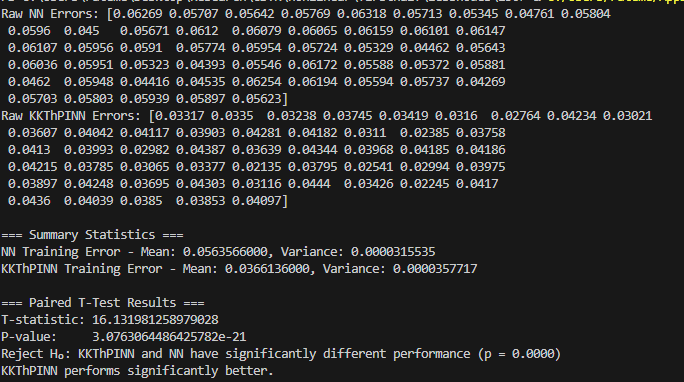 Raw NN Errors: [0.06269 0.05707 0.05642 0.05769 0.06318 0.05713 0.05345 0.04761 0.05804
0.0596  0.045   0.05671 0.0612  0.06079 0.06065 0.06159 0.06101 0.06147
0.06107 0.05956 0.0591  0.05774 0.05954 0.05724 0.05329 0.04462 0.05643
0.06036 0.05951 0.05323 0.04393 0.05546 0.06172 0.05588 0.05372 0.05881
0.0462  0.05948 0.04416 0.04535 0.06254 0.06194 0.05594 0.05737 0.04269
0.05703 0.05803 0.05939 0.05897 0.05623]
Raw KKThPINN Errors: [0.03317 0.0335  0.03238 0.03745 0.03419 0.0316  0.02764 0.04234 0.03021
0.03607 0.04042 0.04117 0.03903 0.04281 0.04182 0.0311  0.02385 0.03758
0.0413  0.03993 0.02982 0.04387 0.03639 0.04344 0.03968 0.04185 0.04186
0.04215 0.03785 0.03065 0.03377 0.02135 0.03795 0.02541 0.02994 0.03975
0.03897 0.04248 0.03695 0.04303 0.03116 0.0444  0.03426 0.02245 0.0417
0.0436  0.04039 0.0385  0.03853 0.04097]
=== Summary Statistics ===
NN Training Error - Mean: 0.0563566000, Variance: 0.0000315535
KKThPINN Training Error - Mean: 0.0366136000, Variance: 0.0000357717
=== Paired T-Test Results ===
T-statistic: 16.131981258979028
P-value:     3.0763064486425782e-21
Reject H₀: KKThPINN and NN have significantly different performance (p = 0.0000)
KKThPINN performs significantly better.